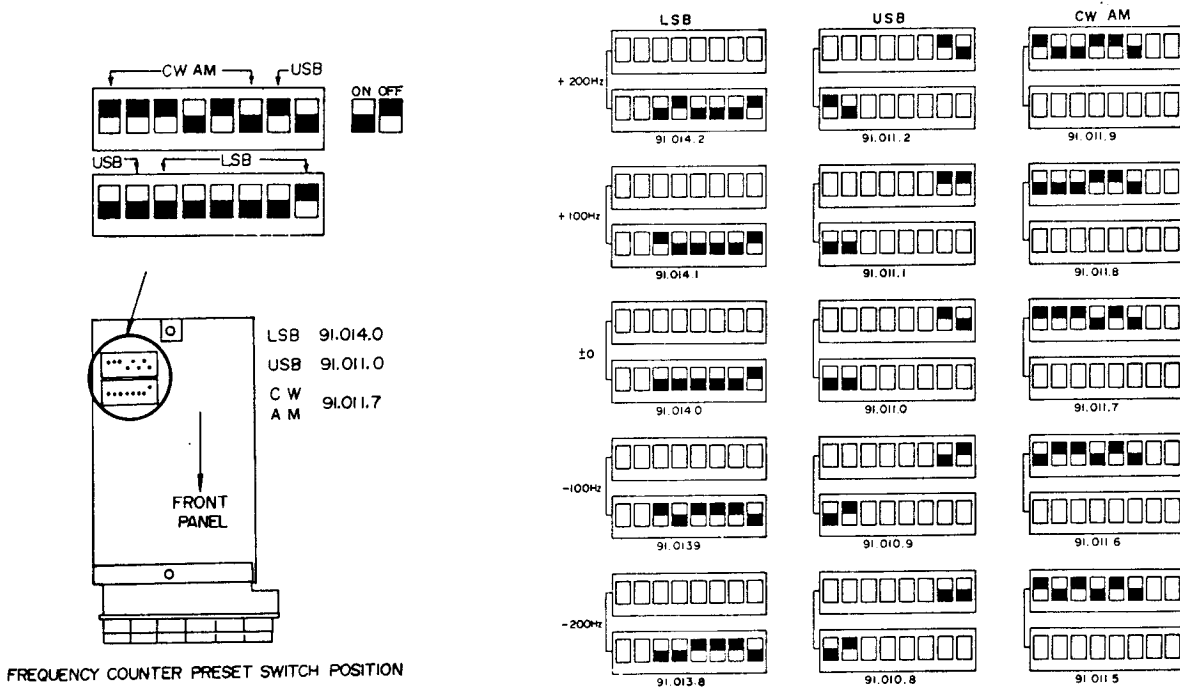 CW AM
USB
ON OFF
USB
LSB
LSB 91.014.0
USB 91.011.0
C W
A M
91.011.7
FRONT
PANEL
FREQUENCY COUNTER PRESET SWITCH POSITION
LSB
USB
CW AM
+ 200Hz
91.014.2
91.011.2
91.011.9
+ 100Hz
91.014.1
91.011.1
91.011.8
±0
91.014.0
91.011.0
91.011.7
-100Hz
91.0139
91.010.9
91.011 6
-200Hz
91.013.8
91.010.8
91.011 5